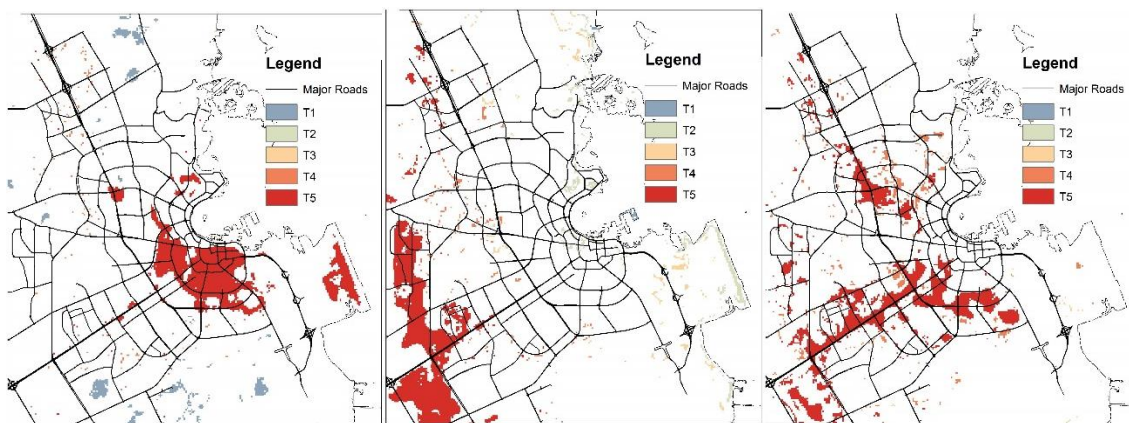 Legend
Major Roads
T1
T2
T3
T4
T5
Legend
Major Roads
T1
T2
T3
T4
T5
Legend
Major Roads
T1
T2
T3
T4
T5